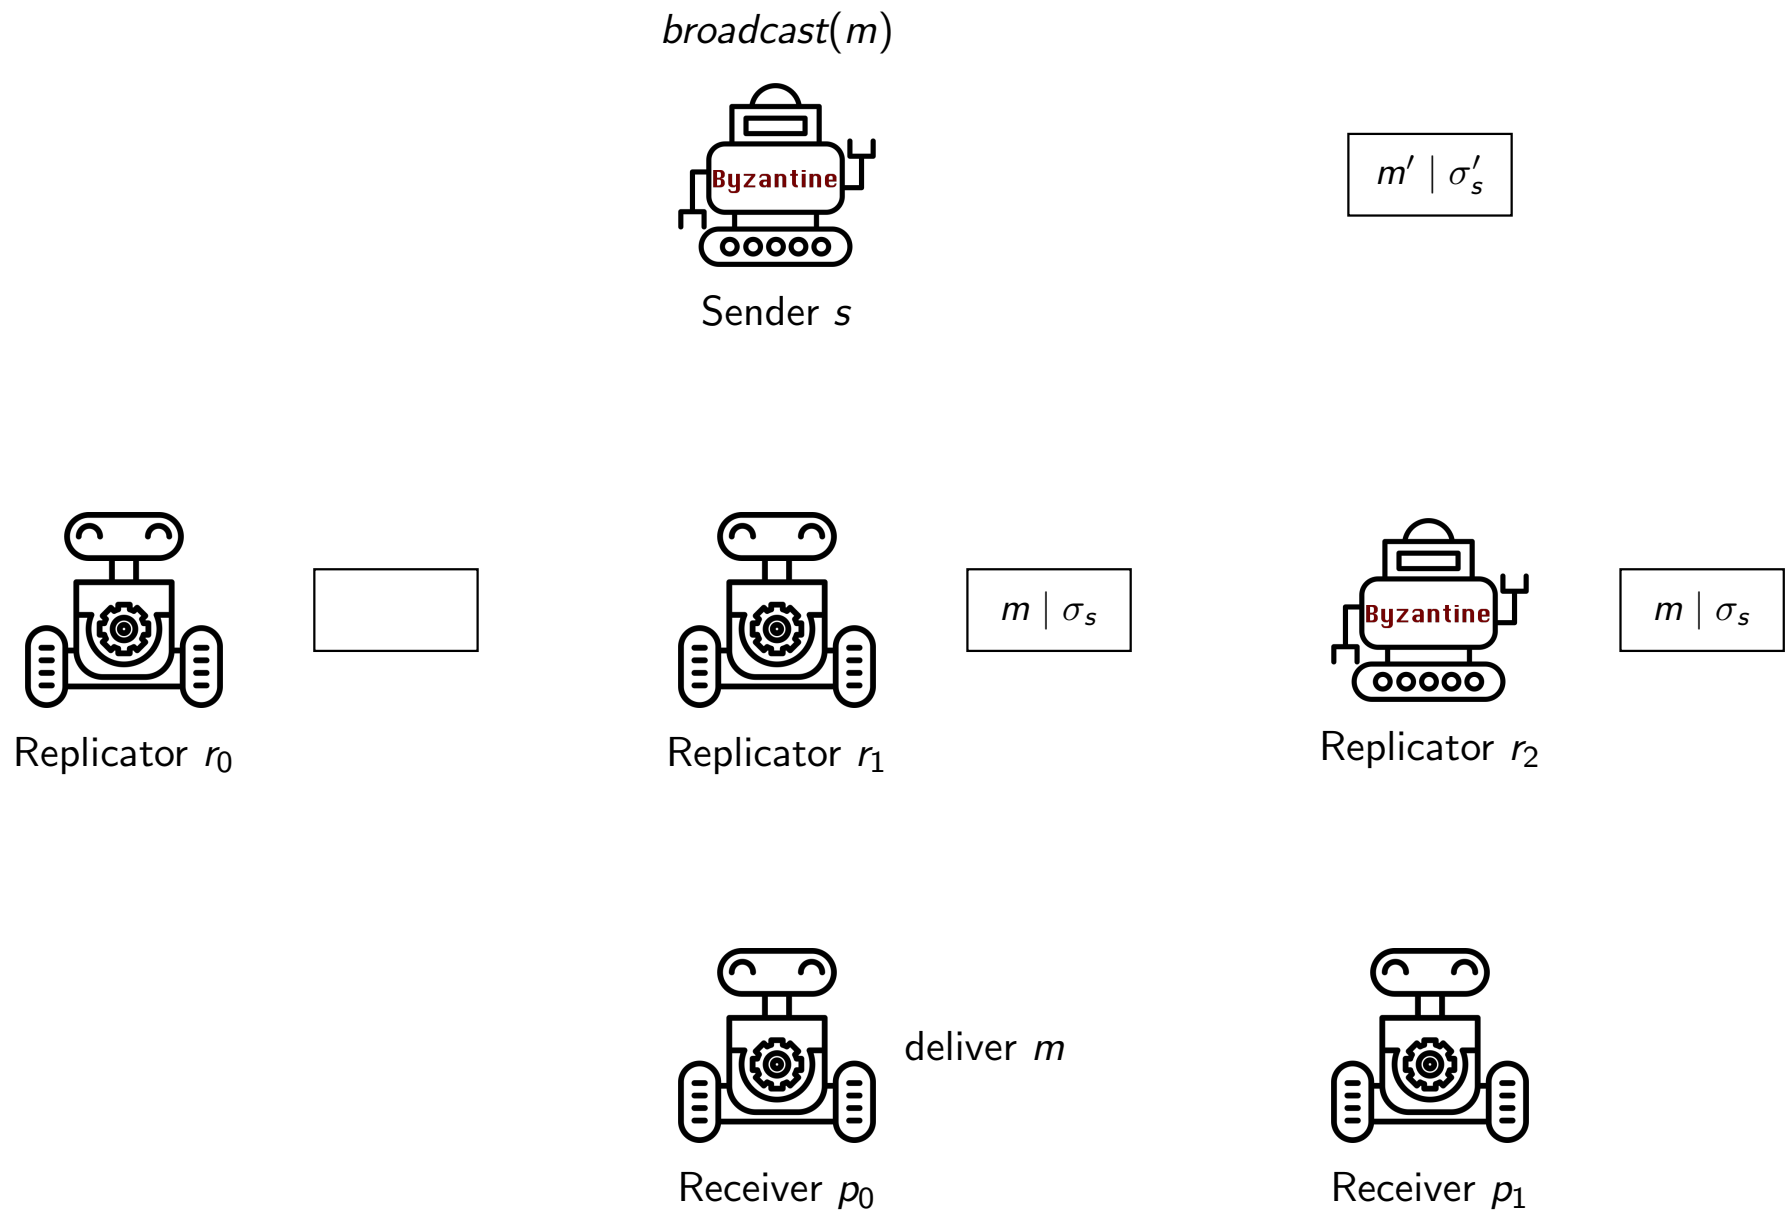 broadcast(m)
Byzantine
m′ | σ′ₛ
Sender s
m | σₛ
Byzantine
m | σₛ
Replicator r₀
Replicator r₁
Replicator r₂
deliver m
Receiver p₀
Receiver p₁